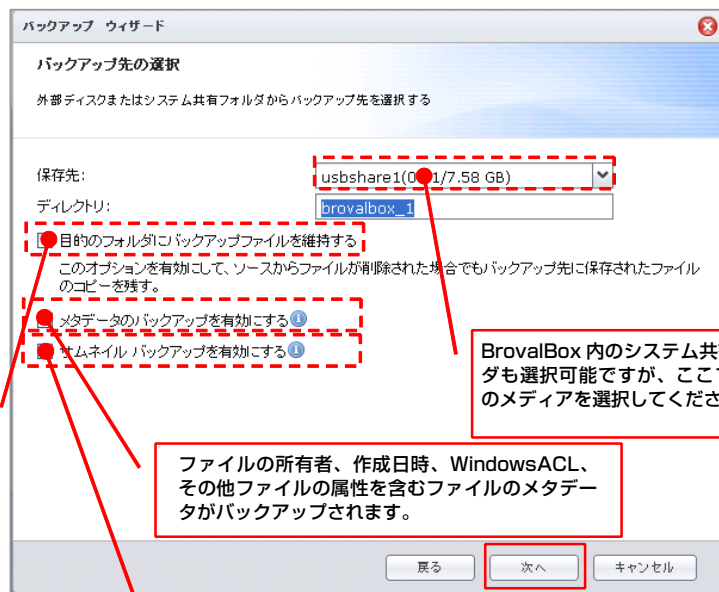 バックアップ ウィザード
バックアップ先の選択
外部ディスクまたはシステム共有フォルダからバックアップ先を選択する
保存先:
usbshare1(0 1/7.58 GB)
ディレクトリ:
brovalbox_1
目的のフォルダにバックアップファイルを維持する
このオプションを有効にして、ソースからファイルが削除された場合でもバックアップ先に保存されたファイル
のコピーを残す。
メタデータのバックアップを有効にする
サムネイル バックアップを有効にする
BrovalBox 内のシステム共
ダも選択可能ですが、ここ
のメディアを選択してくださ
ファイルの所有者、作成日時、WindowsACL、
その他ファイルの属性を含むファイルのメタデー
タがバックアップされます。
戻る
次へ
キャンセル